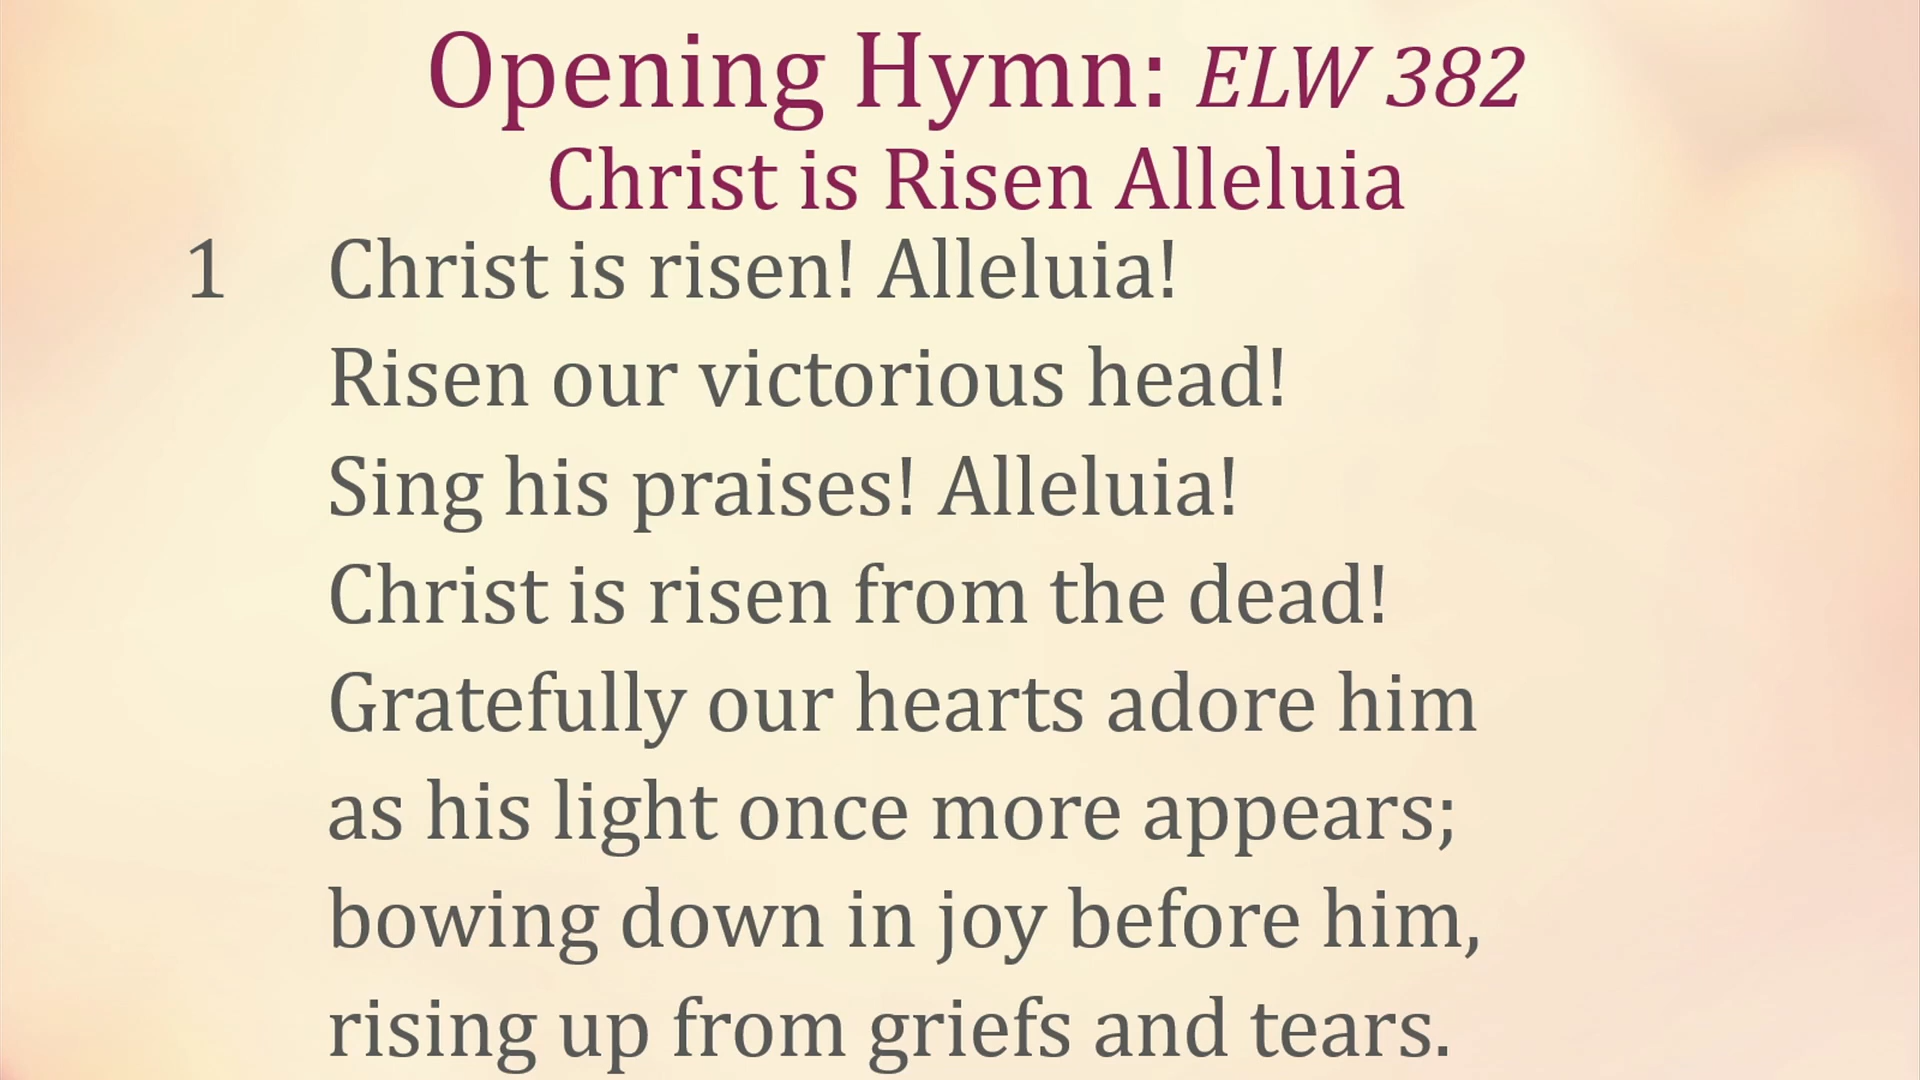 Opening Hymn: ELW 382
Christ is Risen Alleluia
1 Christ is risen! Alleluia!
Risen our victorious head!
Sing his praises! Alleluia!
Christ is risen from the dead!
Gratefully our hearts adore him
as his light once more appears;
bowing down in joy before him,
rising up from griefs and tears.